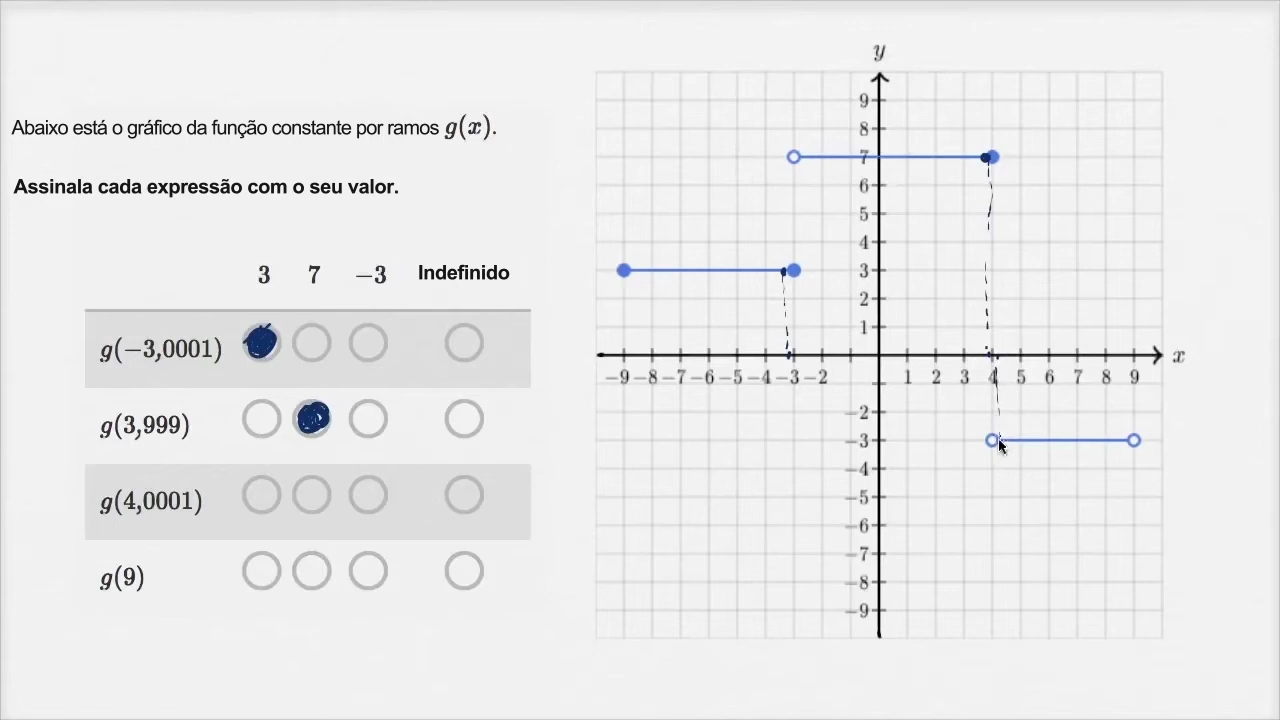 Abaixo está o gráfico da função constante por ramos g(x).
Assinala cada expressão com o seu valor.
3 7 −3 Indefinido
g(−3,0001)
g(3,999)
g(4,0001)
g(9)
y
9
8
7
6
5
4
3
2
1
−9 −8 −7 −6 −5 −4 −3 −2 1 2 3 4 5 6 7 8 9 x
−2
−3
−4
−5
−6
−7
−8
−9